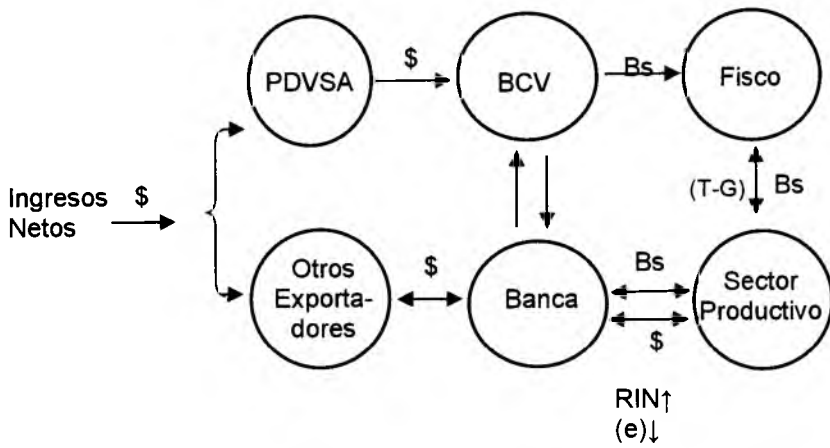 PDVSA
$
BCV
Bs
Fisco
Ingresos
Netos
$
(T-G)
Bs
Otros
Exporta-
dores
$
Banca
Bs
$
Sector
Productivo
RIN↑
(e)↓